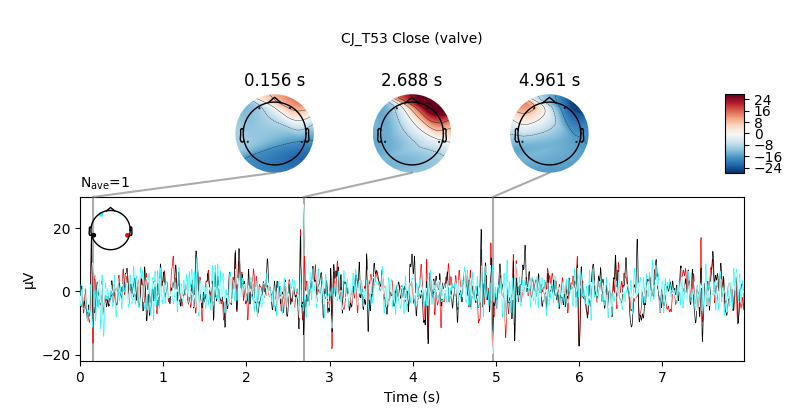 CJ_T53 Close (valve)
0.156 s 2.688 s 4.961 s
24
16
8
0
−8
−16
−24
Nave=1
20
0
−20
µV
0 1 2 3 4 5 6 7
Time (s)